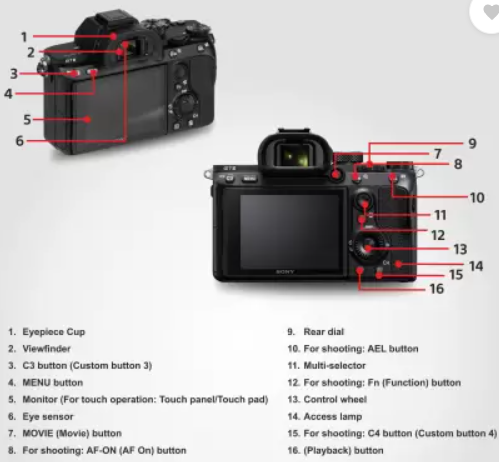 1
2
3
4
5
6
7
8
9
10
11
12
13
14
15
16
SONY
1. Eyepiece Cup
2. Viewfinder
3. C3 button (Custom button 3)
4. MENU button
5. Monitor (For touch operation: Touch panel/Touch pad)
6. Eye sensor
7. MOVIE (Movie) button
8. For shooting: AF-ON (AF On) button
9. Rear dial
10. For shooting: AEL button
11. Multi-selector
12. For shooting: Fn (Function) button
13. Control wheel
14. Access lamp
15. For shooting: C4 button (Custom button 4)
16. (Playback) button